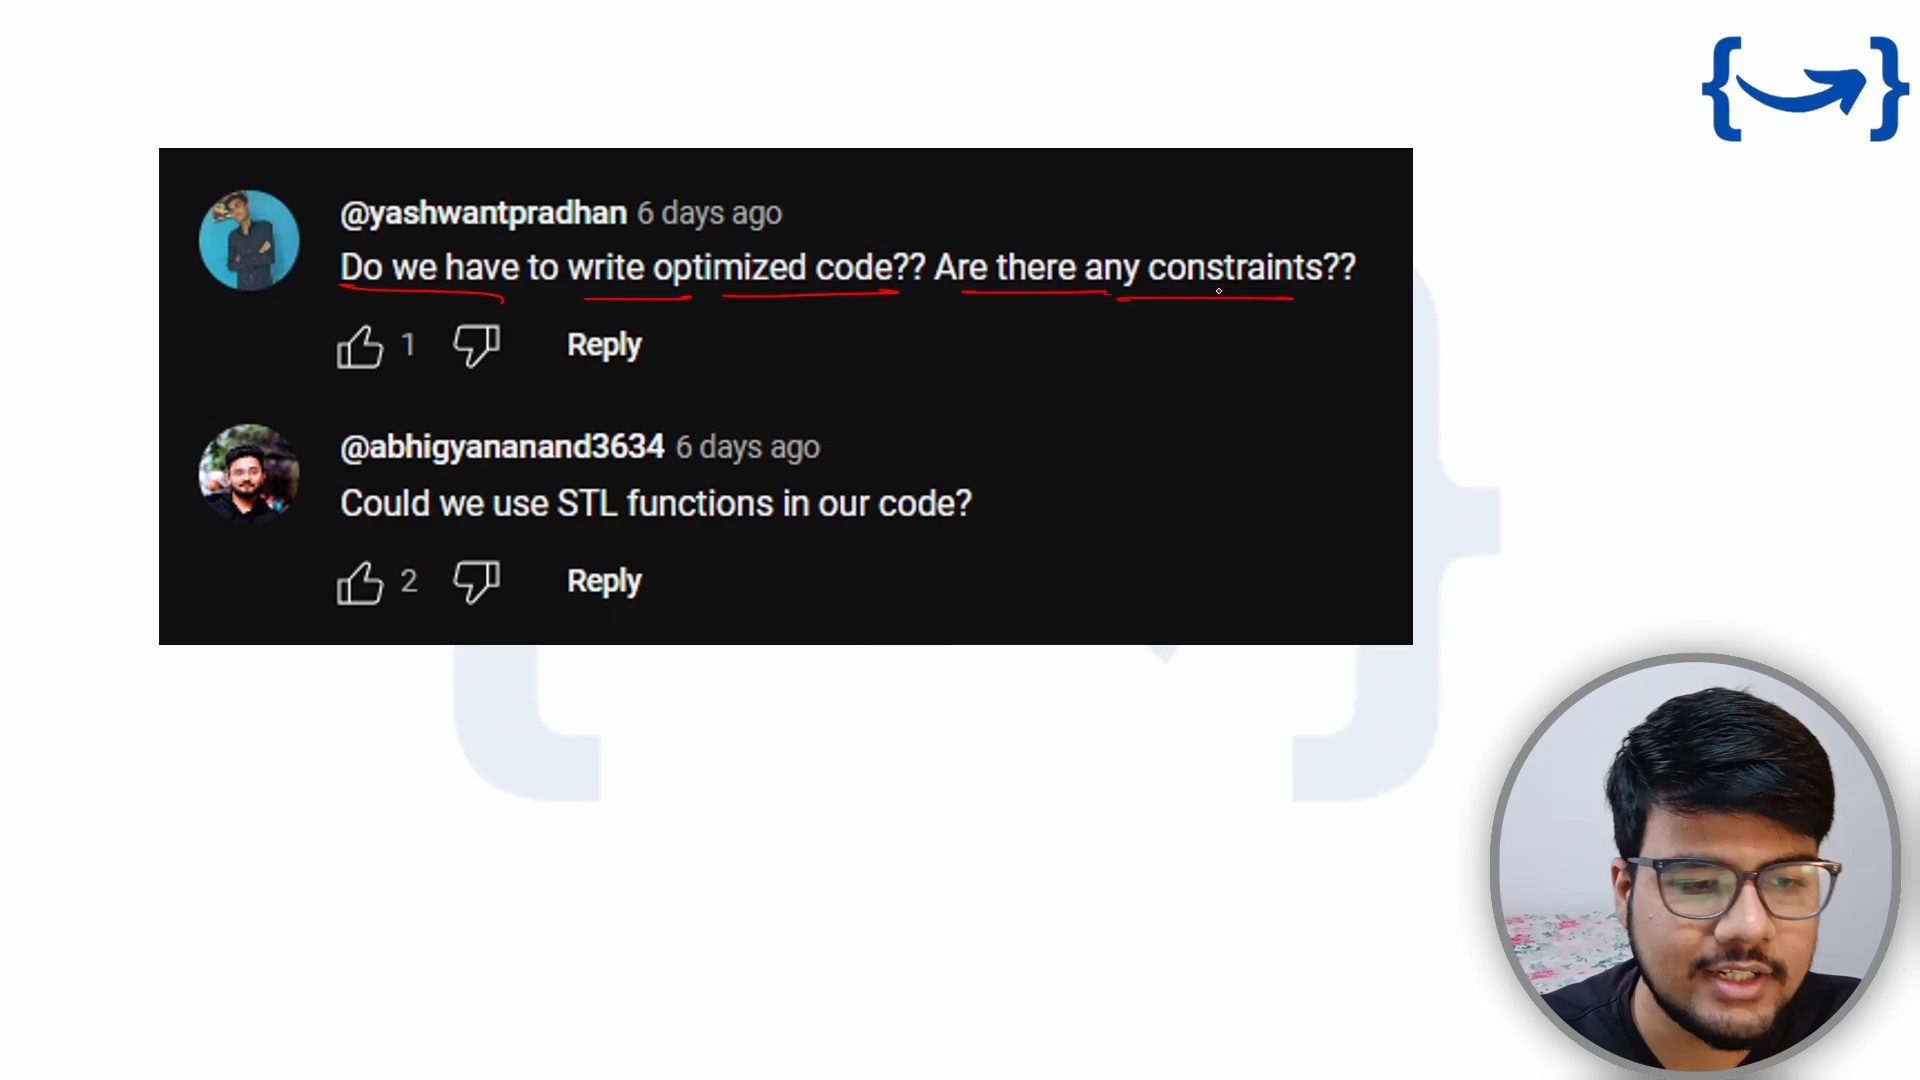 @yashwantpradhan 6 days ago
Do we have to write optimized code?? Are there any constraints??
1 Reply
@abhigyananand3634 6 days ago
Could we use STL functions in our code?
2 Reply